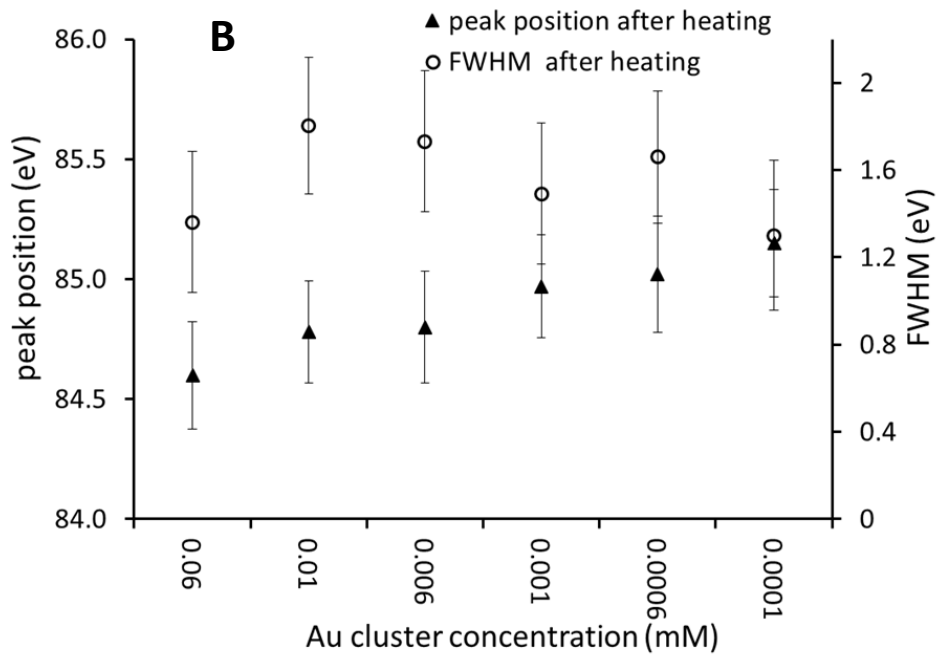 B
peak position after heating
FWHM after heating
peak position (eV)
86.0
85.5
85.0
84.5
84.0
2
1.6
1.2
0.8
0.4
0
FWHM (eV)
0.06
0.01
0.006
0.001
0.0006
0.0001
Au cluster concentration (mM)